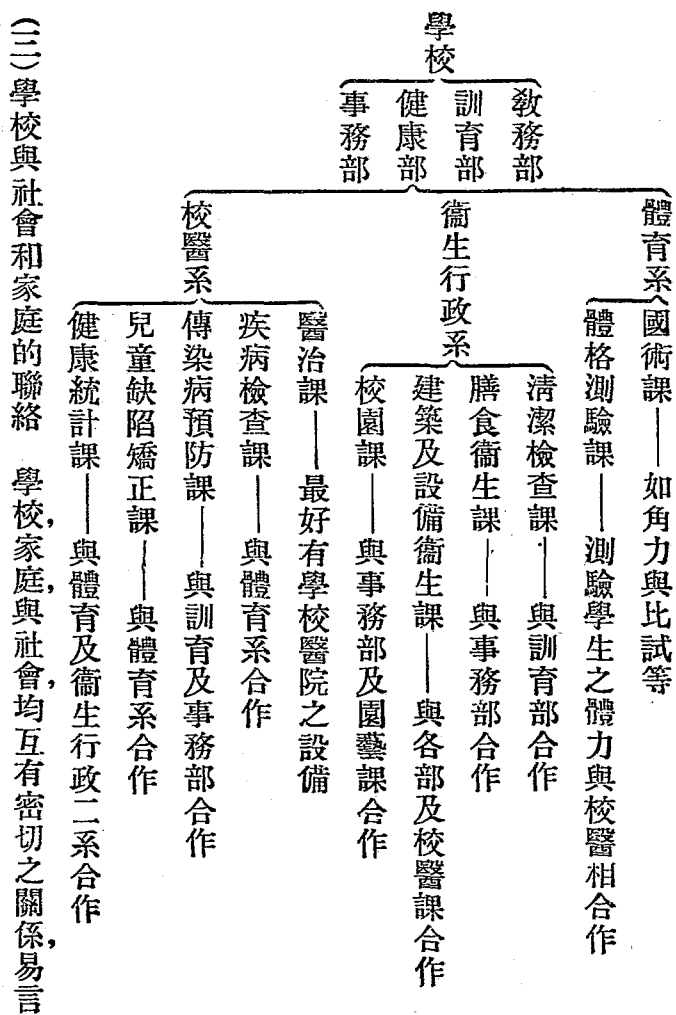 學校
教務部
訓育部
健康部
事務部
體育系
國術課——如角力與比試等
體格測驗課——測驗學生之體力與校醫相合作
衞生行政系
清潔檢查課——與訓育部合作
膳食衞生課——與事務部合作
建築及設備衞生課——與各部及校醫課合作
校園課——與事務部及園藝課合作
校醫系
醫治課——最好有學校醫院之設備
疾病檢查課——與體育系合作
傳染病預防課——與訓育及事務部合作
兒童缺陷矯正課——與體育系合作
健康統計課——與體育及衞生行政二系合作
(三)學校與社會和家庭的聯絡　學校，家庭，與社會，均互有密切之關係，易言